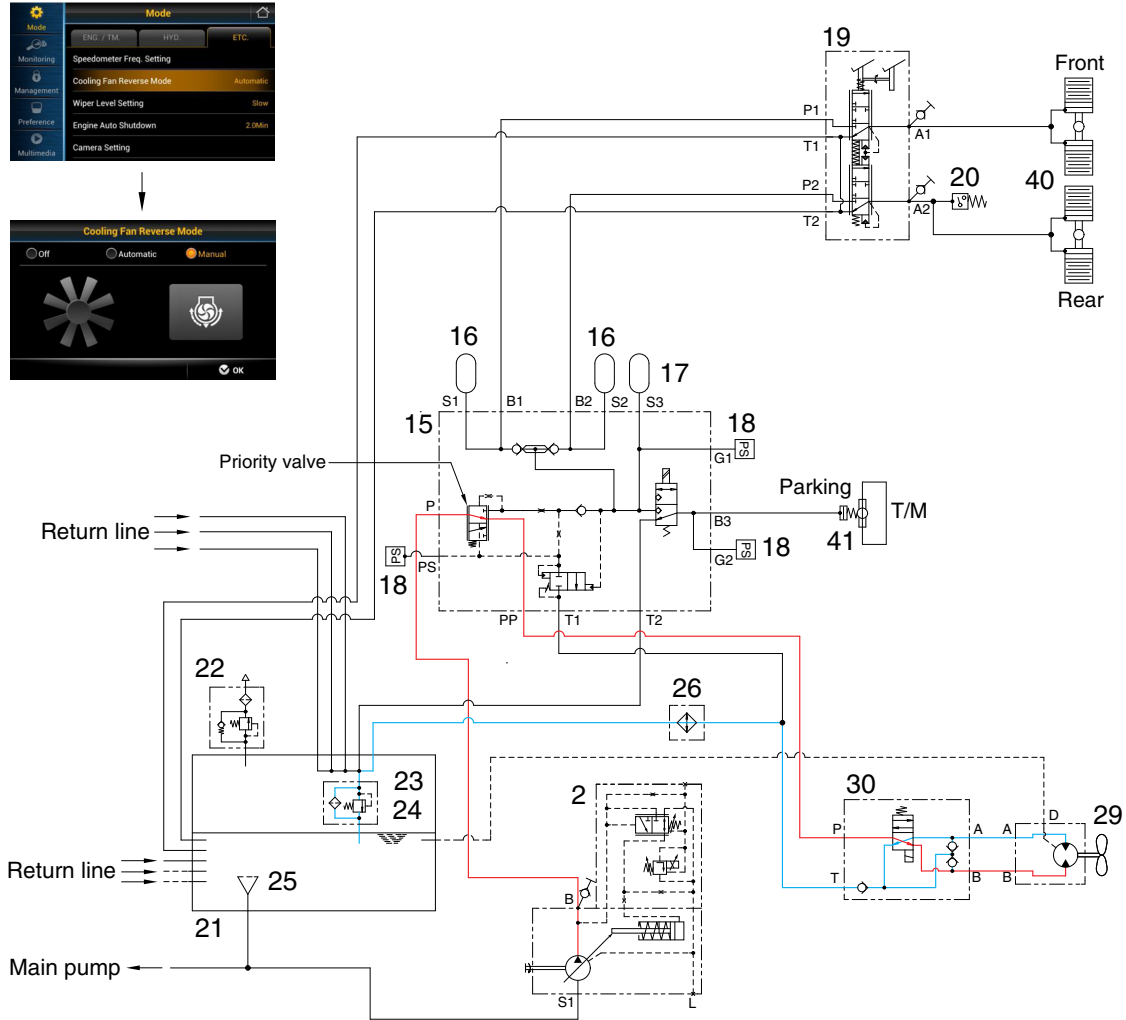 Mode
Mode
ENG. / TM.
HYD.
ETC.
Monitoring
Speedometer Freq. Setting
Management
Cooling Fan Reverse Mode Automatic
Wiper Level Setting Slow
Preference
Engine Auto Shutdown 2.0Min
Multimedia
Camera Setting
Cooling Fan Reverse Mode
Off
Automatic
Manual
OK
19
Front
P1
T1
A1
P2
T2
A2
20
40
Rear
16
16
17
S1
B1
B2
S2
S3
15
18
PS
G1
Priority valve
P
Parking
T/M
B3
41
Return line
PS
18
PS
G2
PS
18
PP
T1
T2
22
26
23
24
2
30
29
P
A
A
D
T
B
B
Return line
25
21
B
Main pump
S1
L